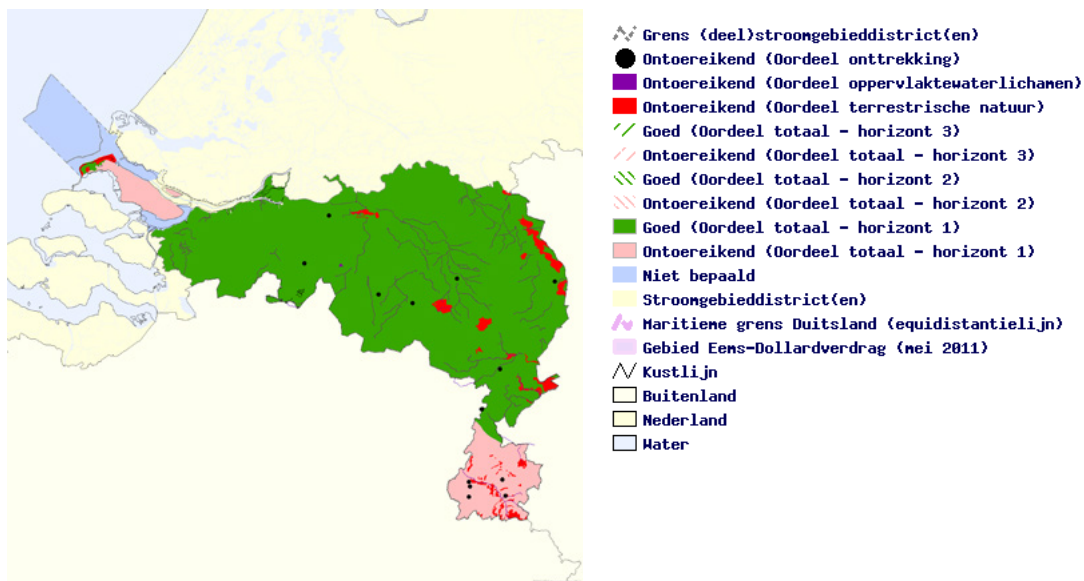 Grens (deel)stroomgebieddistrict(en)
Ontoereikend (Oordeel onttrekking)
Ontoereikend (Oordeel oppervlaktewaterlichamen)
Ontoereikend (Oordeel terrestrische natuur)
Goed (Oordeel totaal - horizont 3)
Ontoereikend (Oordeel totaal - horizont 3)
Goed (Oordeel totaal - horizont 2)
Ontoereikend (Oordeel totaal - horizont 2)
Goed (Oordeel totaal - horizont 1)
Ontoereikend (Oordeel totaal - horizont 1)
Niet bepaald
Stroomgebieddistrict(en)
Maritieme grens Duitsland (equidistantielijn)
Gebied Eems-Dollardverdrag (mei 2011)
Kustlijn
Buitenland
Nederland
Water